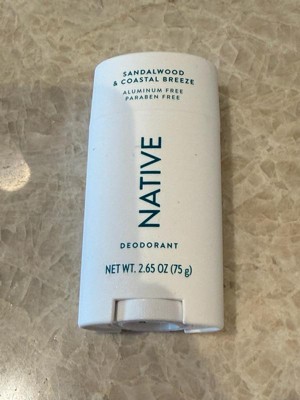 SANDALWOOD
& COASTAL BREEZE
ALUMINUM FREE
PARABEN FREE
NATIVE
DEODORANT
NET WT. 2.65 OZ (75 g)